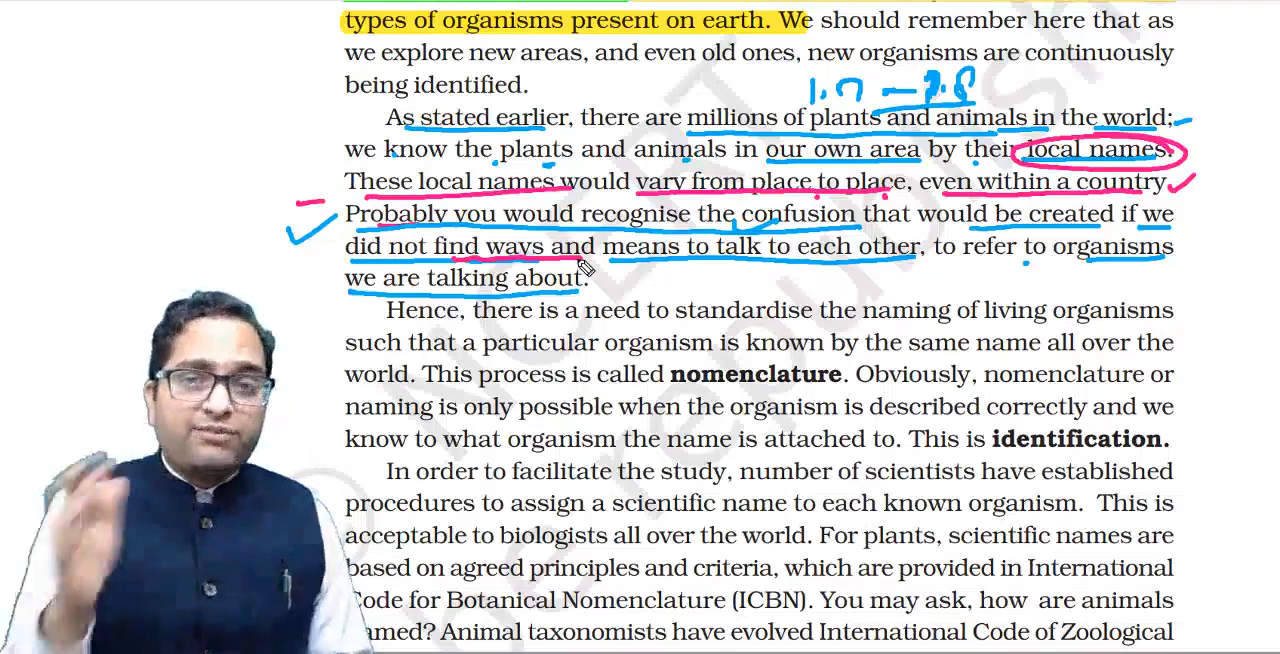 types of organisms present on earth. We should remember here that as
we explore new areas, and even old ones, new organisms are continuously
being identified.
1.7 – 1.8
As stated earlier, there are millions of plants and animals in the world;
we know the plants and animals in our own area by their local names.
These local names would vary from place to place, even within a country.
Probably you would recognise the confusion that would be created if we
did not find ways and means to talk to each other, to refer to organisms
we are talking about.
Hence, there is a need to standardise the naming of living organisms
such that a particular organism is known by the same name all over the
world. This process is called nomenclature. Obviously, nomenclature or
naming is only possible when the organism is described correctly and we
know to what organism the name is attached to. This is identification.
In order to facilitate the study, number of scientists have established
procedures to assign a scientific name to each known organism. This is
acceptable to biologists all over the world. For plants, scientific names are
based on agreed principles and criteria, which are provided in International
Code for Botanical Nomenclature (ICBN). You may ask, how are animals
named? Animal taxonomists have evolved International Code of Zoological
© NCERT
be republish